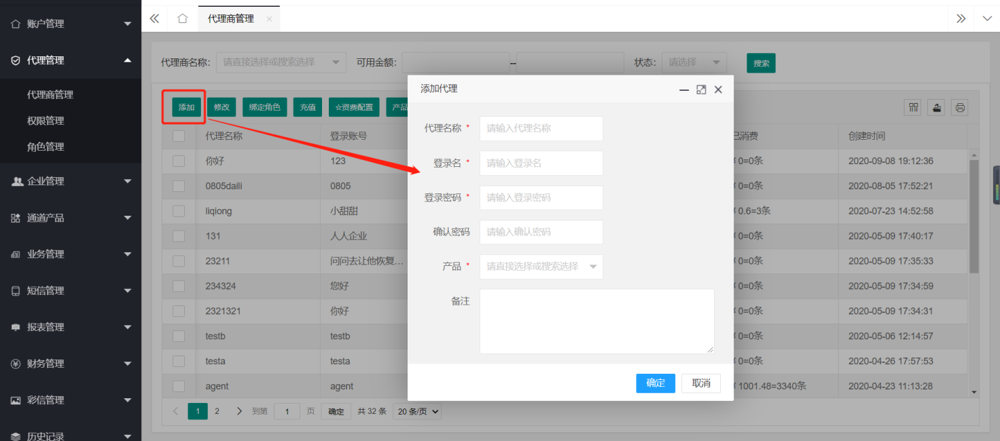 账户管理
代理管理
代理商管理
权限管理
角色管理
企业管理
通道产品
业务管理
短信管理
报表管理
财务管理
彩信管理
历史记录
代理商管理
代理商名称: 请直接选择或搜索选择 可用金额: -- 状态: 请选择 搜索
添加 修改 绑定角色 充值 ☆资费配置 产品
代理名称 登录账号 已消费 创建时间
你好 123 ¥ 0=0条 2020-09-08 19:12:36
0805daili 0805 ¥ 0=0条 2020-08-05 17:52:21
liqiong 小甜甜 ¥ 0.6=3条 2020-07-23 14:52:58
131 人人企业 ¥ 0=0条 2020-05-09 17:40:17
23211 问问去让他恢复... ¥ 0=0条 2020-05-09 17:35:33
234324 您好 ¥ 0=0条 2020-05-09 17:34:59
2321321 你好 ¥ 0=0条 2020-05-09 17:34:31
testb testb ¥ 0=0条 2020-05-06 12:14:57
testa testa ¥ 0=0条 2020-04-26 17:57:53
agent agent ¥ 1001.48=3340条 2020-04-23 11:13:28
1 2 到第 1 页 确定 共 32 条 20 条/页
添加代理
代理名称 * 请输入代理名称
登录名 * 请输入登录名
登录密码 * 请输入登录密码
确认密码 请输入确认密码
产品 * 请直接选择或搜索选择
备注
确定 取消